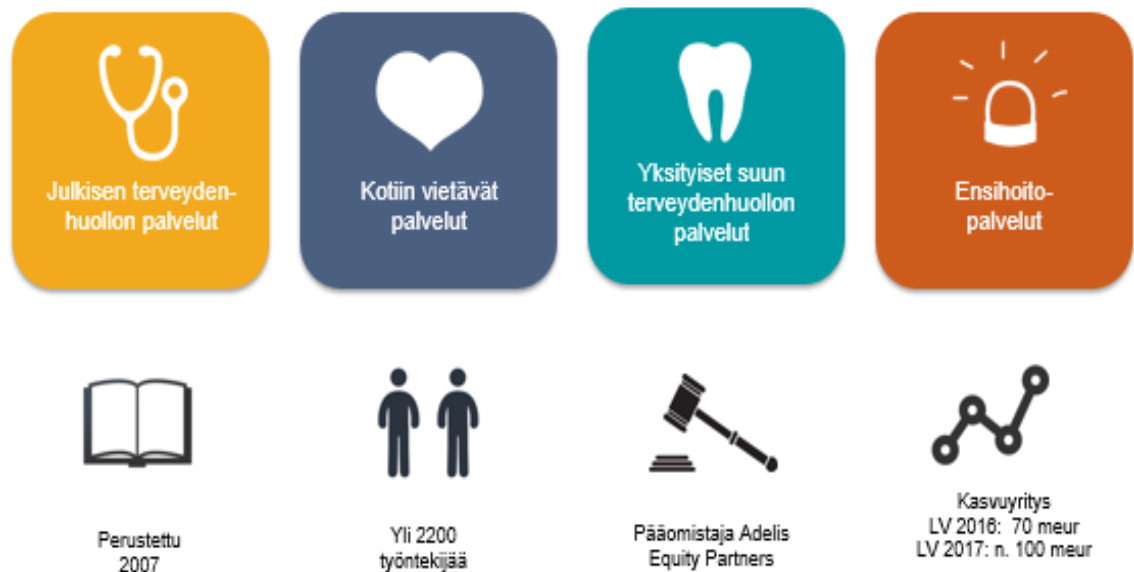 Julkisen terveyden-
huollon palvelut
Kotiin vietävät
palvelut
Yksityiset suun
terveydenhuollon
palvelut
Ensihoito-
palvelut
Perustettu
2007
Yli 2200
työntekijää
Pääomistaja Adelis
Equity Partners
Kasvuyritys
LV 2016: 70 meur
LV 2017: n. 100 meur